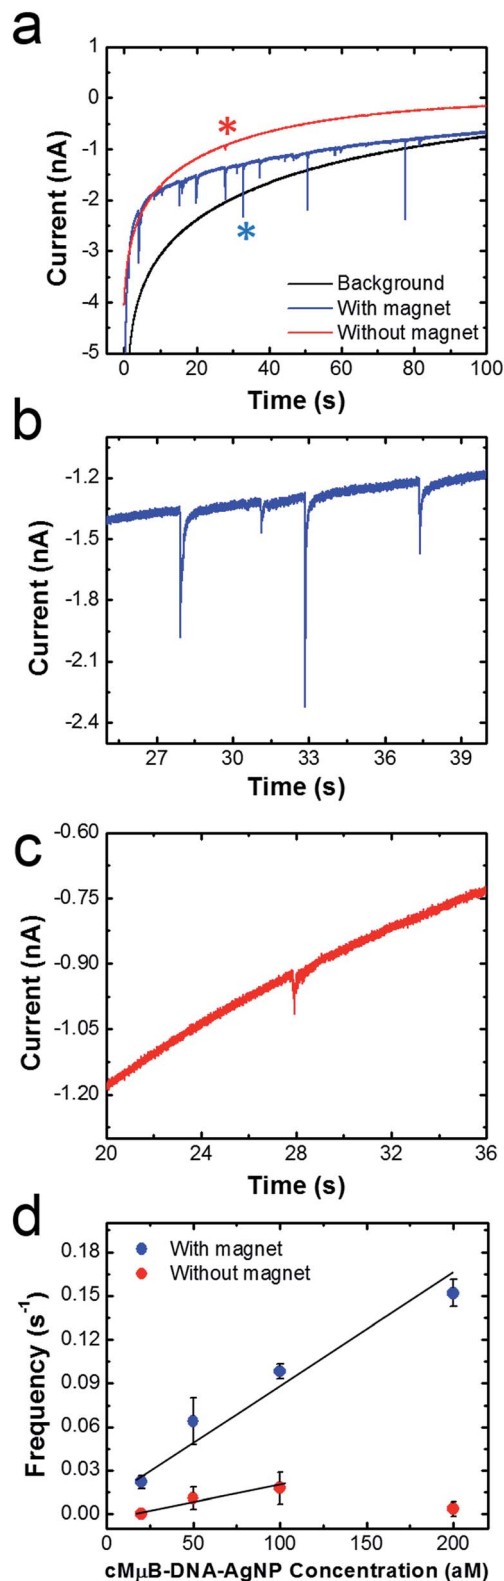 a
1
0
-1
-2
-3
-4
-5
Current (nA)
*
*
Background
With magnet
Without magnet
0
20
40
60
80
100
Time (s)
b
-1.2
-1.5
-1.8
-2.1
-2.4
Current (nA)
27
30
33
36
39
Time (s)
c
-0.60
-0.75
-0.90
-1.05
-1.20
Current (nA)
20
24
28
32
36
Time (s)
d
With magnet
Without magnet
0.18
0.15
0.12
0.09
0.06
0.03
0.00
Frequency (s⁻¹)
0
50
100
150
200
cMμB-DNA-AgNP Concentration (aM)